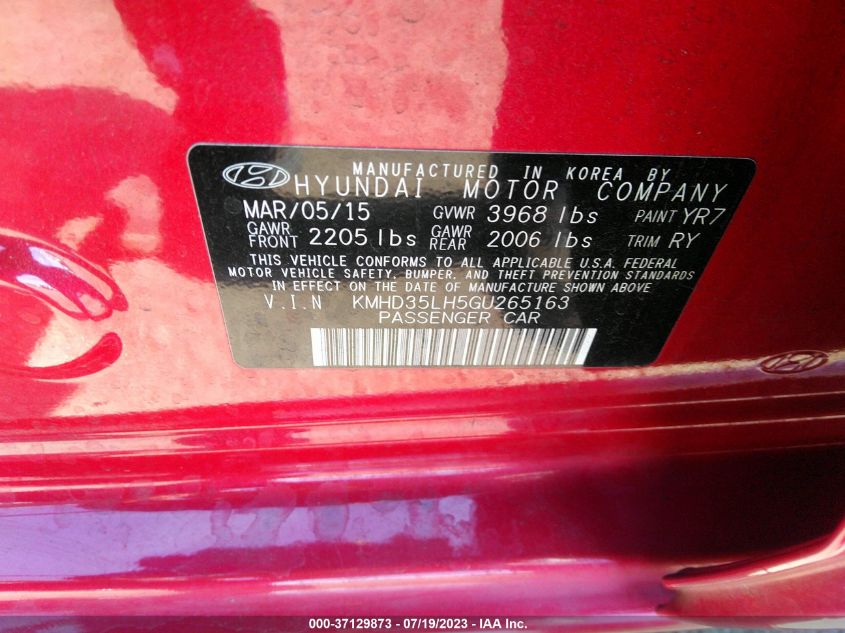 MANUFACTURED IN KOREA BY
HYUNDAI MOTOR COMPANY
MAR/05/15 GVWR 3968 lbs PAINT YR7
GAWR FRONT 2205 lbs GAWR REAR 2006 lbs TRIM RY
THIS VEHICLE CONFORMS TO ALL APPLICABLE U.S.A. FEDERAL
MOTOR VEHICLE SAFETY, BUMPER, AND THEFT PREVENTION STANDARDS
IN EFFECT ON THE DATE OF MANUFACTURE SHOWN ABOVE
V.I.N KMHD35LH5GU265163
PASSENGER CAR
000-37129873 - 07/19/2023 - IAA Inc.